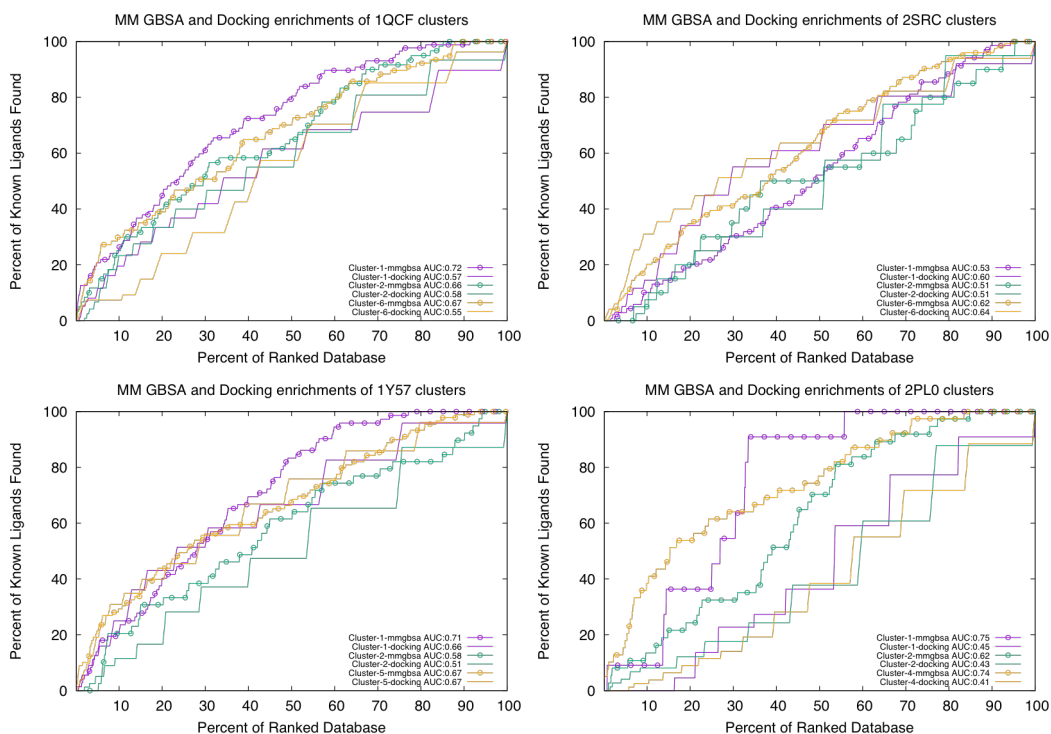 MM GBSA and Docking enrichments of 1QCF clusters
Percent of Known Ligands Found
100
80
60
40
20
0
Cluster-1-mmgbsa AUC:0.72
Cluster-1-docking AUC:0.57
Cluster-2-mmgbsa AUC:0.66
Cluster-2-docking AUC:0.58
Cluster-6-mmgbsa AUC:0.67
Cluster-6-docking AUC:0.55
10 20 30 40 50 60 70 80 90 100
Percent of Ranked Database
MM GBSA and Docking enrichments of 2SRC clusters
Percent of Known Ligands Found
100
80
60
40
20
0
Cluster-1-mmgbsa AUC:0.53
Cluster-1-docking AUC:0.60
Cluster-2-mmgbsa AUC:0.51
Cluster-2-docking AUC:0.51
Cluster-6-mmgbsa AUC:0.62
Cluster-6-docking AUC:0.64
10 20 30 40 50 60 70 80 90 100
Percent of Ranked Database
MM GBSA and Docking enrichments of 1Y57 clusters
Percent of Known Ligands Found
100
80
60
40
20
0
Cluster-1-mmgbsa AUC:0.71
Cluster-1-docking AUC:0.66
Cluster-2-mmgbsa AUC:0.58
Cluster-2-docking AUC:0.51
Cluster-5-mmgbsa AUC:0.67
Cluster-5-docking AUC:0.67
10 20 30 40 50 60 70 80 90 100
Percent of Ranked Database
MM GBSA and Docking enrichments of 2PL0 clusters
Percent of Known Ligands Found
100
80
60
40
20
0
Cluster-1-mmgbsa AUC:0.75
Cluster-1-docking AUC:0.45
Cluster-2-mmgbsa AUC:0.62
Cluster-2-docking AUC:0.43
Cluster-4-mmgbsa AUC:0.74
Cluster-4-docking AUC:0.41
10 20 30 40 50 60 70 80 90 100
Percent of Ranked Database